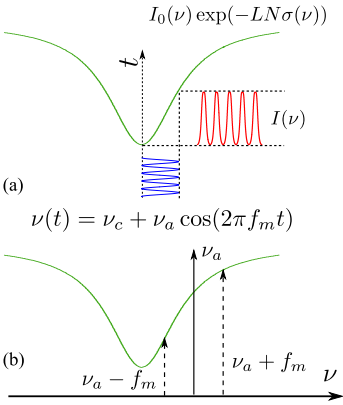 I₀(ν) exp(−LNσ(ν))
t
I(ν)
(a)
ν(t) = ν_c + ν_a cos(2πf_m t)
ν_a
(b)
ν_a − f_m
ν_a + f_m
ν